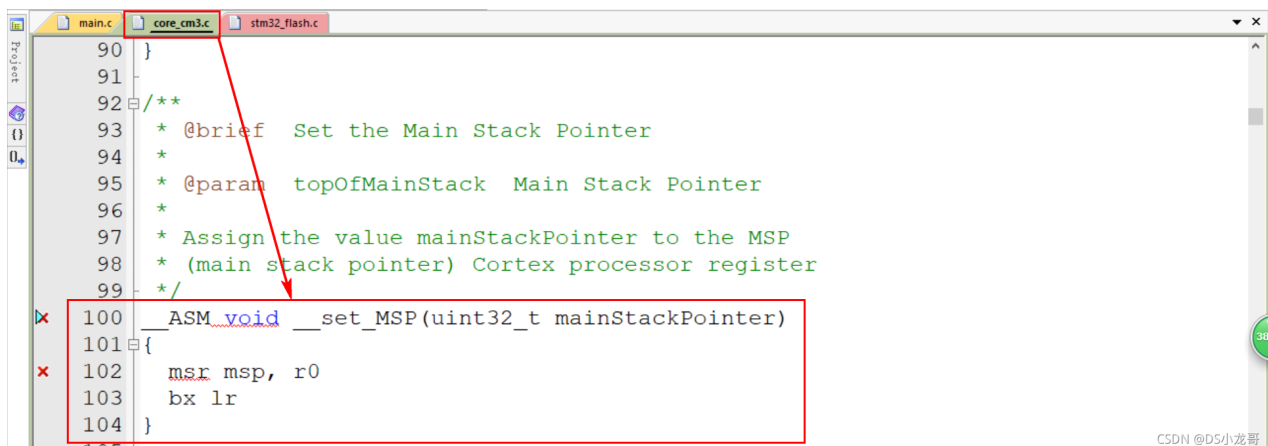 main.c core_cm3.c stm32_flash.c
Project
90 }
91
92 /**
93 * @brief Set the Main Stack Pointer
94 *
95 * @param topOfMainStack Main Stack Pointer
96 *
97 * Assign the value mainStackPointer to the MSP
98 * (main stack pointer) Cortex processor register
99 */
100 __ASM void __set_MSP(uint32_t mainStackPointer)
101 {
102 msr msp, r0
103 bx lr
104 }
38
CSDN @DS小龙哥